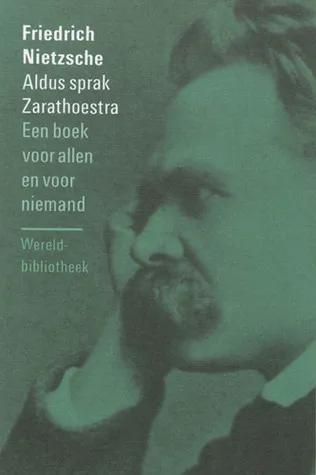 Friedrich
Nietzsche
Aldus sprak
Zarathoestra
Een boek
voor allen
en voor
niemand
Wereld-
bibliotheek